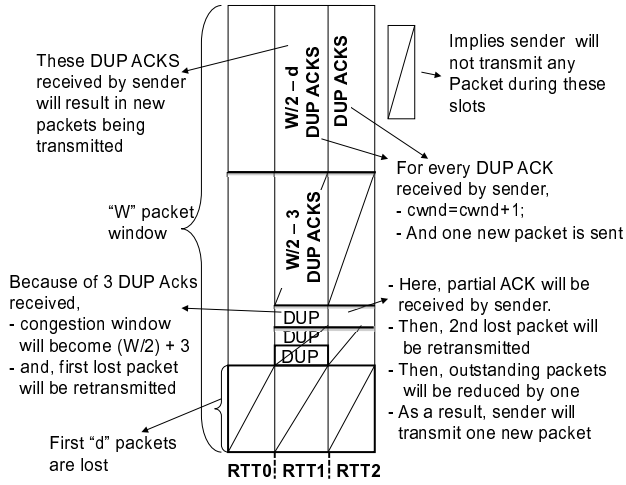 These DUP ACKS
received by sender
will result in new
packets being
transmitted
W/2 – d
DUP ACKS
DUP ACKS
Implies sender will
not transmit any
Packet during these
slots
For every DUP ACK
received by sender,
- cwnd=cwnd+1;
- And one new packet is sent
"W" packet
window
W/2 – 3
DUP ACKS
Because of 3 DUP Acks
received,
- congestion window
will become (W/2) + 3
- and, first lost packet
will be retransmitted
DUP
DUP
DUP
- Here, partial ACK will be
received by sender.
- Then, 2nd lost packet will
be retransmitted
- Then, outstanding packets
will be reduced by one
- As a result, sender will
transmit one new packet
First "d" packets
are lost
RTT0 RTT1 RTT2